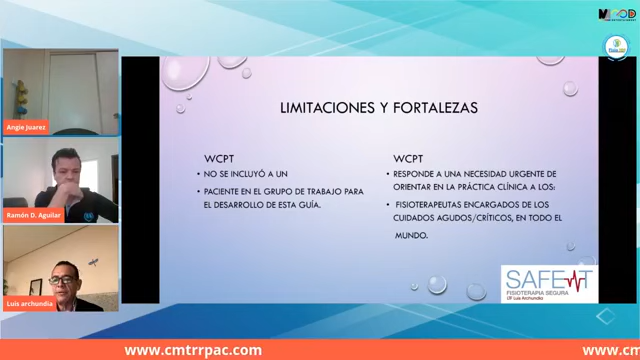 Angie Juarez
Ramón D. Aguilar
Luis archondia
LIMITACIONES Y FORTALEZAS
WCPT
• NO SE INCLUYÓ A UN
• PACIENTE EN EL GRUPO DE TRABAJO PARA
EL DESARROLLO DE ESTA GUÍA.
WCPT
• RESPONDE A UNA NECESIDAD URGENTE DE
ORIENTAR EN LA PRÁCTICA CLÍNICA A LOS:
• FISIOTERAPEUTAS ENCARGADOS DE LOS
CUIDADOS AGUDOS/CRÍTICOS, EN TODO EL
MUNDO.
FISIOTERAPIA SEGURA
www.cmtrrpac.com
www.cm